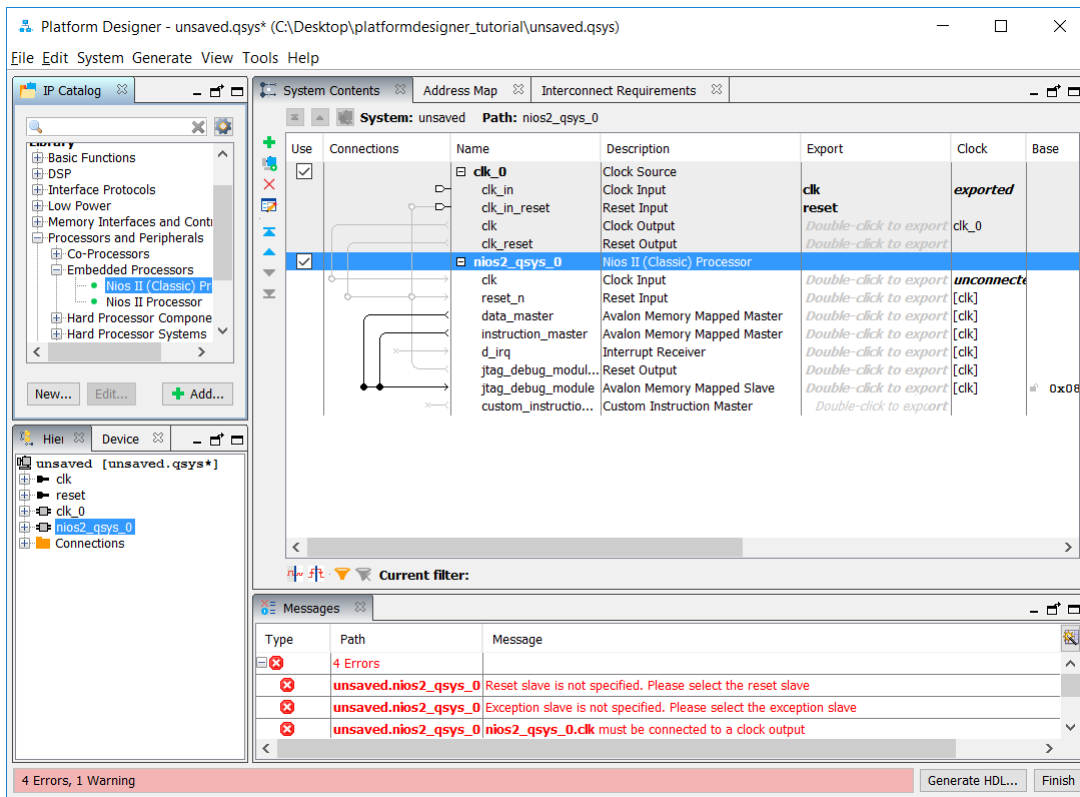 Platform Designer - unsaved.qsys* (C:\Desktop\platformdesigner_tutorial\unsaved.qsys)
File Edit System Generate View Tools Help
IP Catalog
Library
Basic Functions
DSP
Interface Protocols
Low Power
Memory Interfaces and Conti
Processors and Peripherals
Co-Processors
Embedded Processors
Nios II (Classic) Pr
Nios II Processor
Hard Processor Compone
Hard Processor Systems
New... Edit... Add...
Hier Device
unsaved [unsaved.qsys*]
clk
reset
clk_0
nios2_qsys_0
Connections
System Contents Address Map Interconnect Requirements
System: unsaved Path: nios2_qsys_0
Use Connections Name Description Export Clock Base
clk_0 Clock Source
clk_in Clock Input clk exported
clk_in_reset Reset Input reset
clk Clock Output Double-click to export clk_0
clk_reset Reset Output Double-click to export
nios2_qsys_0 Nios II (Classic) Processor
clk Clock Input Double-click to export unconnecte
reset_n Reset Input Double-click to export [clk]
data_master Avalon Memory Mapped Master Double-click to export [clk]
instruction_master Avalon Memory Mapped Master Double-click to export [clk]
d_irq Interrupt Receiver Double-click to export [clk]
jtag_debug_modul... Reset Output Double-click to export [clk]
jtag_debug_module Avalon Memory Mapped Slave Double-click to export [clk] 0x08
custom_instructio... Custom Instruction Master Double-click to export
Current filter:
Messages
Type Path Message
4 Errors
unsaved.nios2_qsys_0 Reset slave is not specified. Please select the reset slave
unsaved.nios2_qsys_0 Exception slave is not specified. Please select the exception slave
unsaved.nios2_qsys_0 nios2_qsys_0.clk must be connected to a clock output
4 Errors, 1 Warning
Generate HDL... Finish